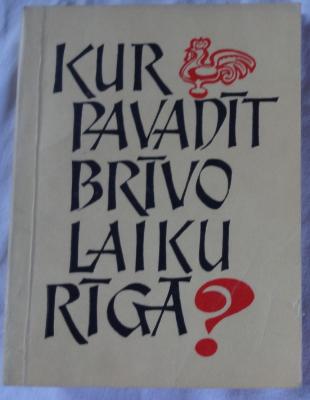 KUR
PAVADĪT
BRĪVO
LAIKU
RĪGĀ?